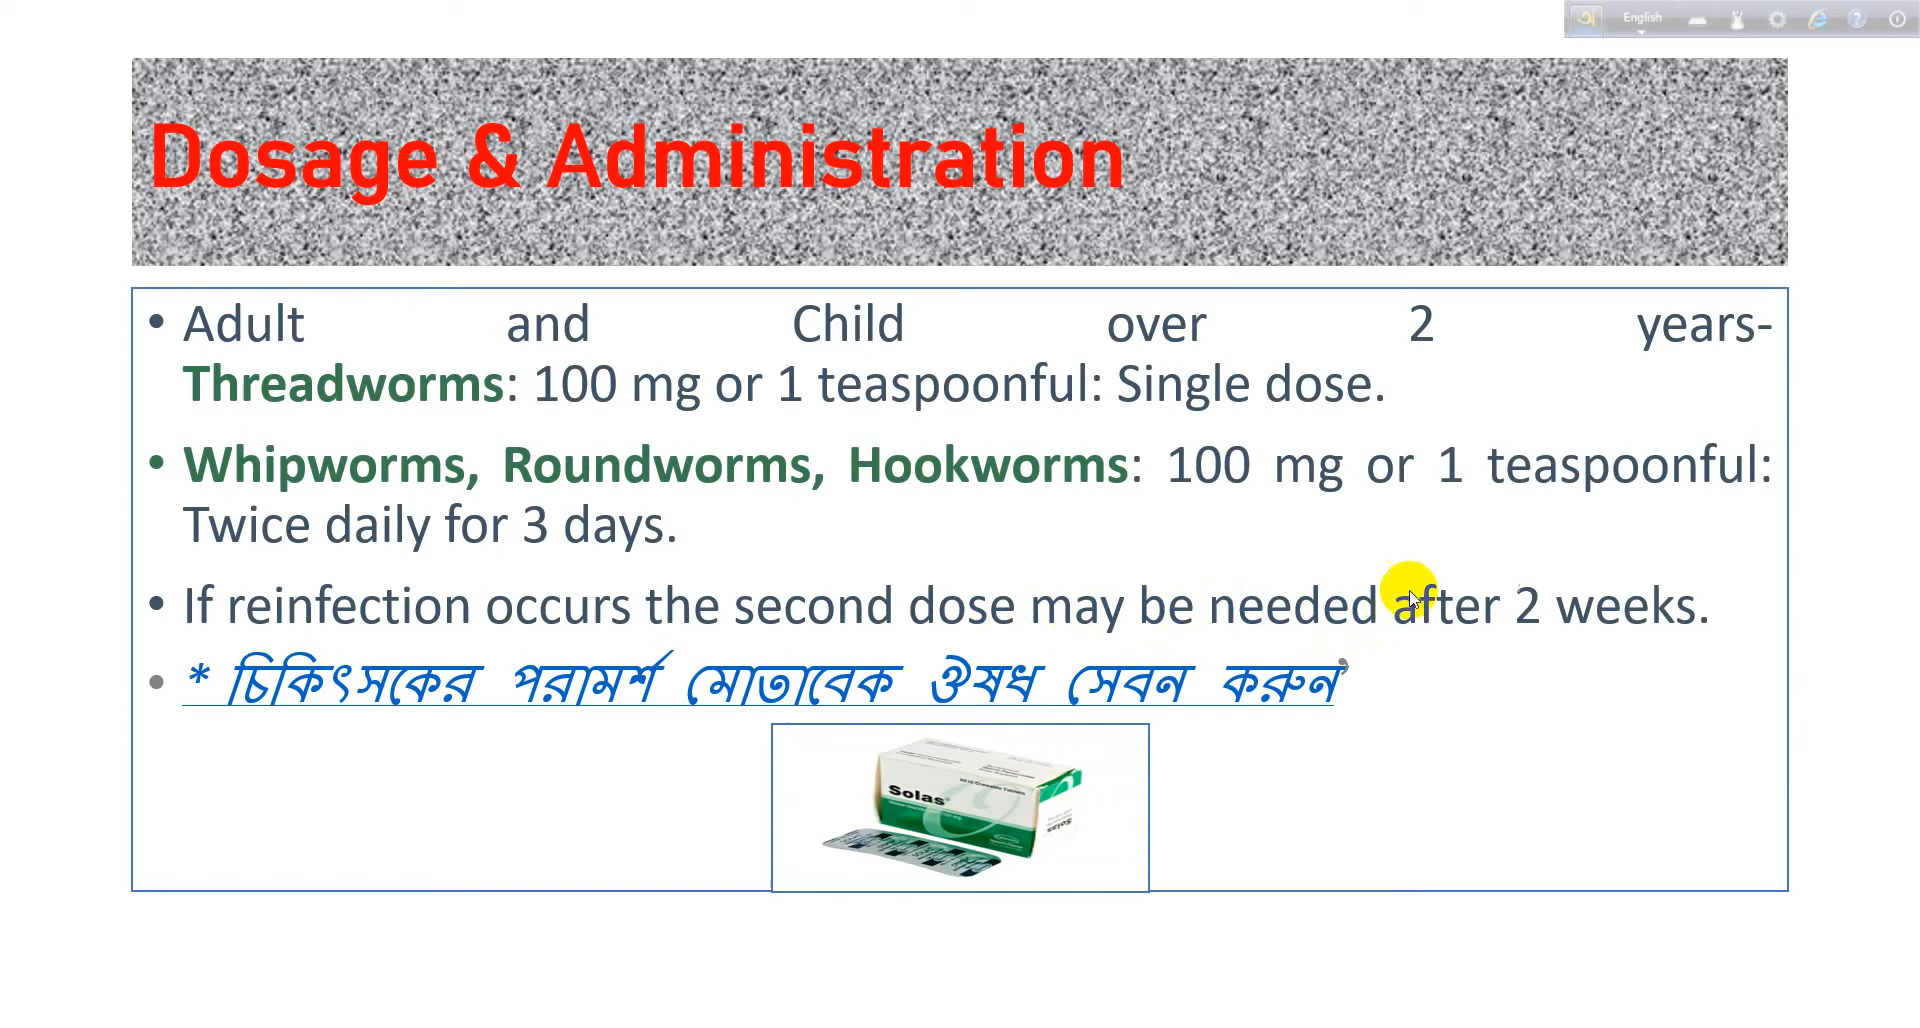 English
Dosage & Administration
• Adult and Child over 2 years-
Threadworms: 100 mg or 1 teaspoonful: Single dose.
• Whipworms, Roundworms, Hookworms: 100 mg or 1 teaspoonful:
Twice daily for 3 days.
• If reinfection occurs the second dose may be needed after 2 weeks.
• * চিকিৎসকের পরামর্শ মোতাবেক ঔষধ সেবন করুন’
Solas